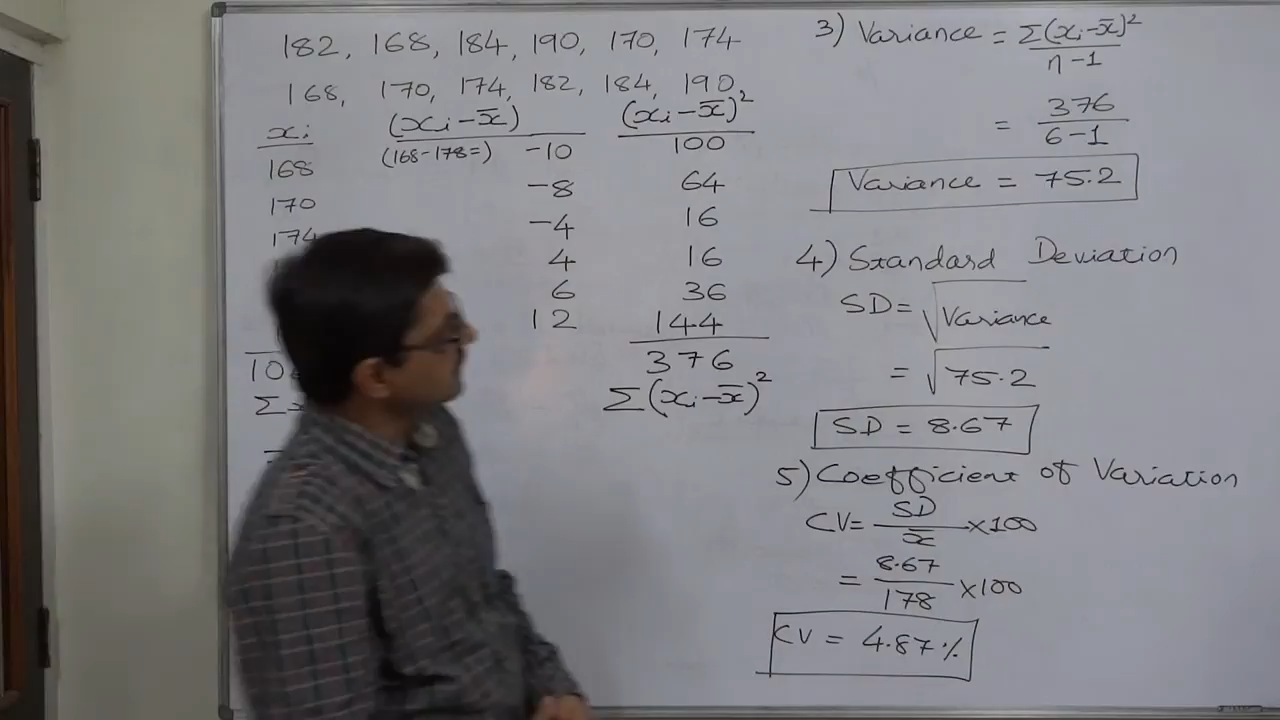 182, 168, 184, 190, 170, 174
168, 170, 174, 182, 184, 190,
xᵢ (xᵢ-x̄) (xᵢ-x̄)²
168 (168-178=) -10 100
170 -8 64
174 -4 16
4 16
6 36
12 144
10 376
Σ Σ(xᵢ-x̄)²
3) Variance = Σ(xᵢ-x̄)² / n-1
= 376 / 6-1
Variance = 75.2
4) Standard Deviation
SD = √Variance
= √75.2
SD = 8.67
5) Coefficient of Variation
CV = SD / x̄ ×100
= 8.67 / 178 ×100
CV = 4.87%